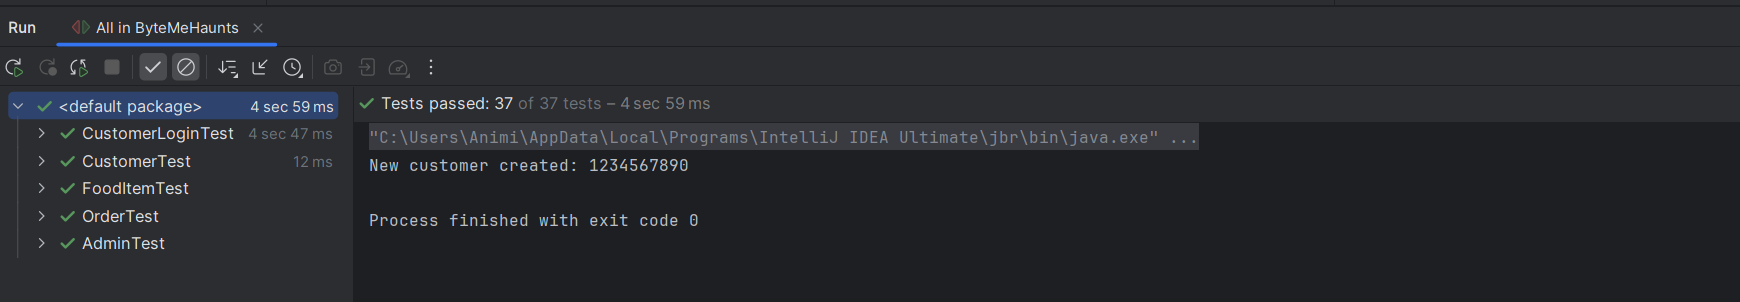 Run All in ByteMeHaunts
<default package> 4 sec 59 ms
CustomerLoginTest 4 sec 47 ms
CustomerTest 12 ms
FoodItemTest
OrderTest
AdminTest
Tests passed: 37 of 37 tests – 4 sec 59 ms
"C:\Users\Animi\AppData\Local\Programs\IntelliJ IDEA Ultimate\jbr\bin\java.exe" ...
New customer created: 1234567890
Process finished with exit code 0